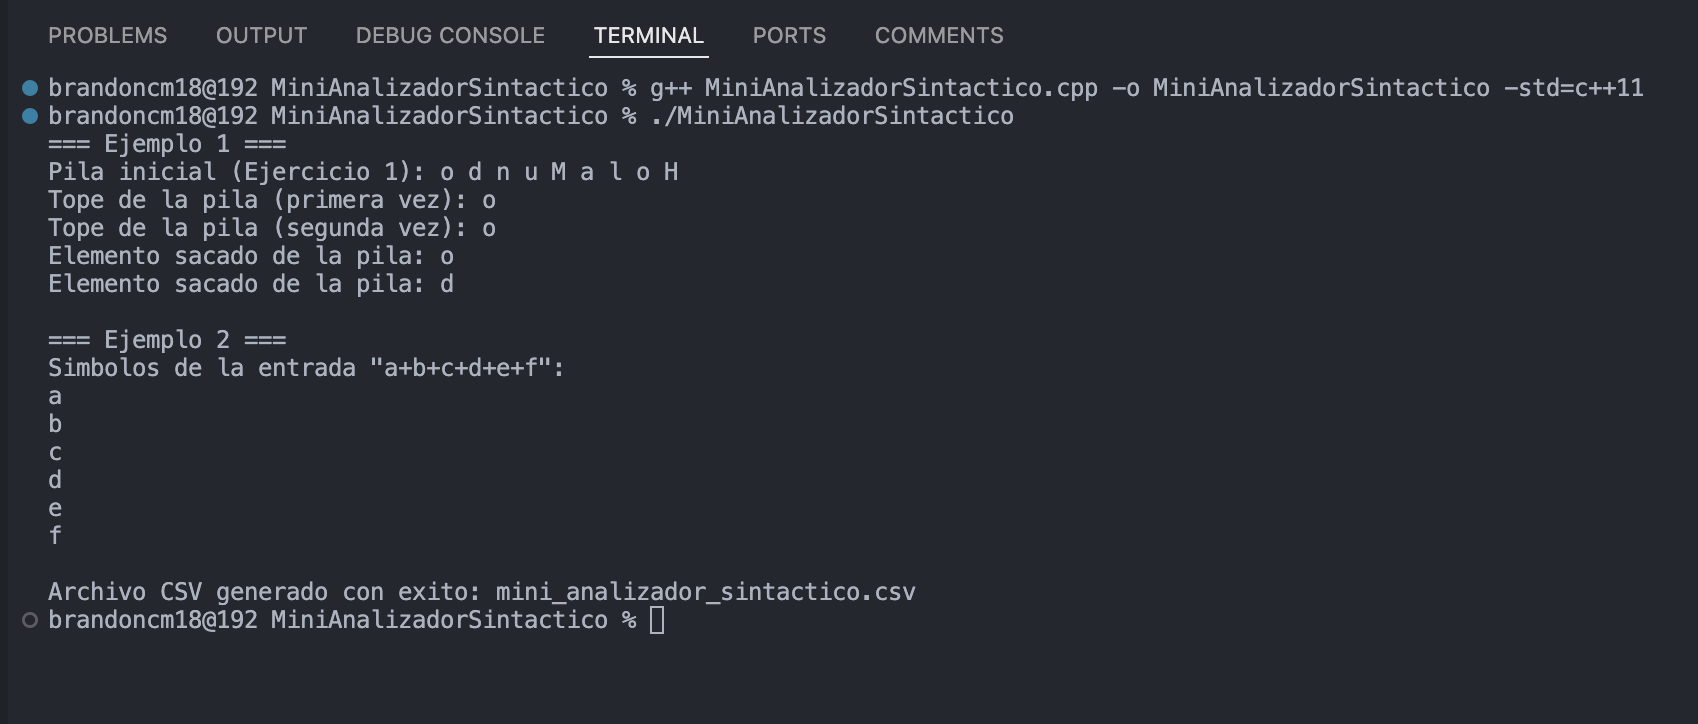 PROBLEMS OUTPUT DEBUG CONSOLE TERMINAL PORTS COMMENTS
brandoncm18@192 MiniAnalizadorSintactico % g++ MiniAnalizadorSintactico.cpp -o MiniAnalizadorSintactico -std=c++11
brandoncm18@192 MiniAnalizadorSintactico % ./MiniAnalizadorSintactico
=== Ejemplo 1 ===
Pila inicial (Ejercicio 1): o d n u M a l o H
Tope de la pila (primera vez): o
Tope de la pila (segunda vez): o
Elemento sacado de la pila: o
Elemento sacado de la pila: d
=== Ejemplo 2 ===
Simbolos de la entrada "a+b+c+d+e+f":
a
b
c
d
e
f
Archivo CSV generado con exito: mini_analizador_sintactico.csv
brandoncm18@192 MiniAnalizadorSintactico %